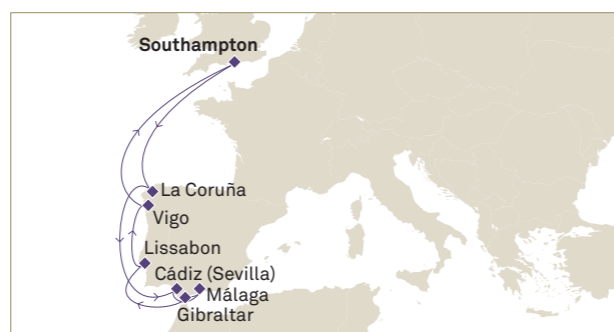 Southampton
La Coruña
Vigo
Lissabon
Cádiz (Sevilla)
Málaga
Gibraltar